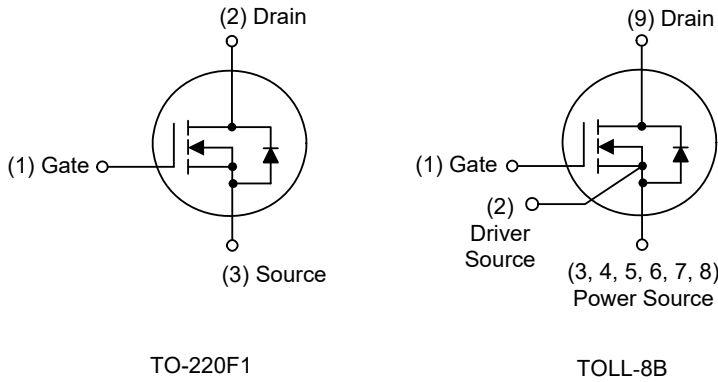 (2) Drain
(1) Gate
(3) Source
TO-220F1
(9) Drain
(1) Gate
(2)
Driver
Source
(3, 4, 5, 6, 7, 8)
Power Source
TOLL-8B